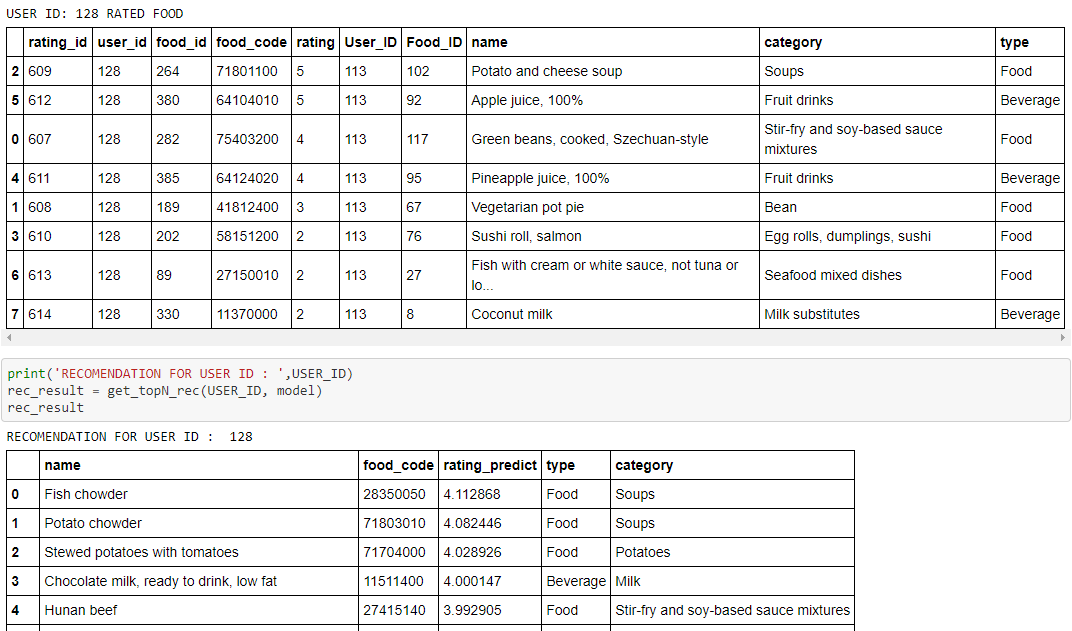 USER ID: 128 RATED FOOD
rating_id user_id food_id food_code rating User_ID Food_ID name category type
2 609 128 264 71801100 5 113 102 Potato and cheese soup Soups Food
5 612 128 380 64104010 5 113 92 Apple juice, 100% Fruit drinks Beverage
0 607 128 282 75403200 4 113 117 Green beans, cooked, Szechuan-style Stir-fry and soy-based sauce
mixtures Food
4 611 128 385 64124020 4 113 95 Pineapple juice, 100% Fruit drinks Beverage
1 608 128 189 41812400 3 113 67 Vegetarian pot pie Bean Food
3 610 128 202 58151200 2 113 76 Sushi roll, salmon Egg rolls, dumplings, sushi Food
6 613 128 89 27150010 2 113 27 Fish with cream or white sauce, not tuna or
lo... Seafood mixed dishes Food
7 614 128 330 11370000 2 113 8 Coconut milk Milk substitutes Beverage
print('RECOMENDATION FOR USER ID : ',USER_ID)
rec_result = get_topN_rec(USER_ID, model)
rec_result
RECOMENDATION FOR USER ID :  128
name food_code rating_predict type category
0 Fish chowder 28350050 4.112868 Food Soups
1 Potato chowder 71803010 4.082446 Food Soups
2 Stewed potatoes with tomatoes 71704000 4.028926 Food Potatoes
3 Chocolate milk, ready to drink, low fat 11511400 4.000147 Beverage Milk
4 Hunan beef 27415140 3.992905 Food Stir-fry and soy-based sauce mixtures